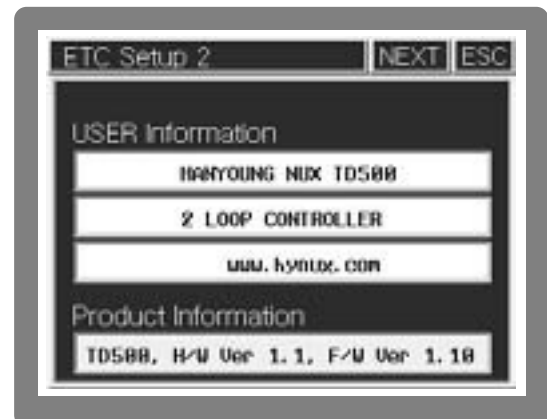 ETC Setup 2 NEXT ESC
USER Information
HANYOUNG NUX TD500
2 LOOP CONTROLLER
www.hynux.com
Product Information
TD500, H/W Ver 1.1, F/W Ver 1.10